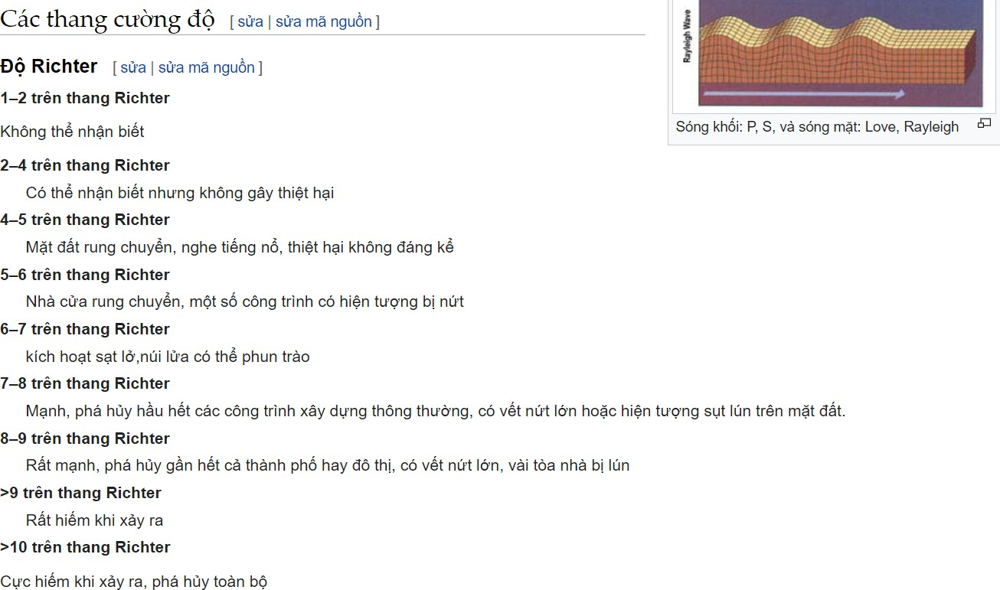 Các thang cường độ [ sửa | sửa mã nguồn ]
Độ Richter [ sửa | sửa mã nguồn ]
1–2 trên thang Richter
Không thể nhận biết
2–4 trên thang Richter
Có thể nhận biết nhưng không gây thiệt hại
4–5 trên thang Richter
Mặt đất rung chuyển, nghe tiếng nổ, thiệt hại không đáng kể
5–6 trên thang Richter
Nhà cửa rung chuyển, một số công trình có hiện tượng bị nứt
6–7 trên thang Richter
kích hoạt sạt lở,núi lửa có thể phun trào
7–8 trên thang Richter
Mạnh, phá hủy hầu hết các công trình xây dựng thông thường, có vết nứt lớn hoặc hiện tượng sụt lún trên mặt đất.
8–9 trên thang Richter
Rất mạnh, phá hủy gần hết cả thành phố hay đô thị, có vết nứt lớn, vài tòa nhà bị lún
>9 trên thang Richter
Rất hiếm khi xảy ra
>10 trên thang Richter
Cực hiếm khi xảy ra, phá hủy toàn bộ
Rayleigh Wave
Sóng khối: P, S, và sóng mặt: Love, Rayleigh